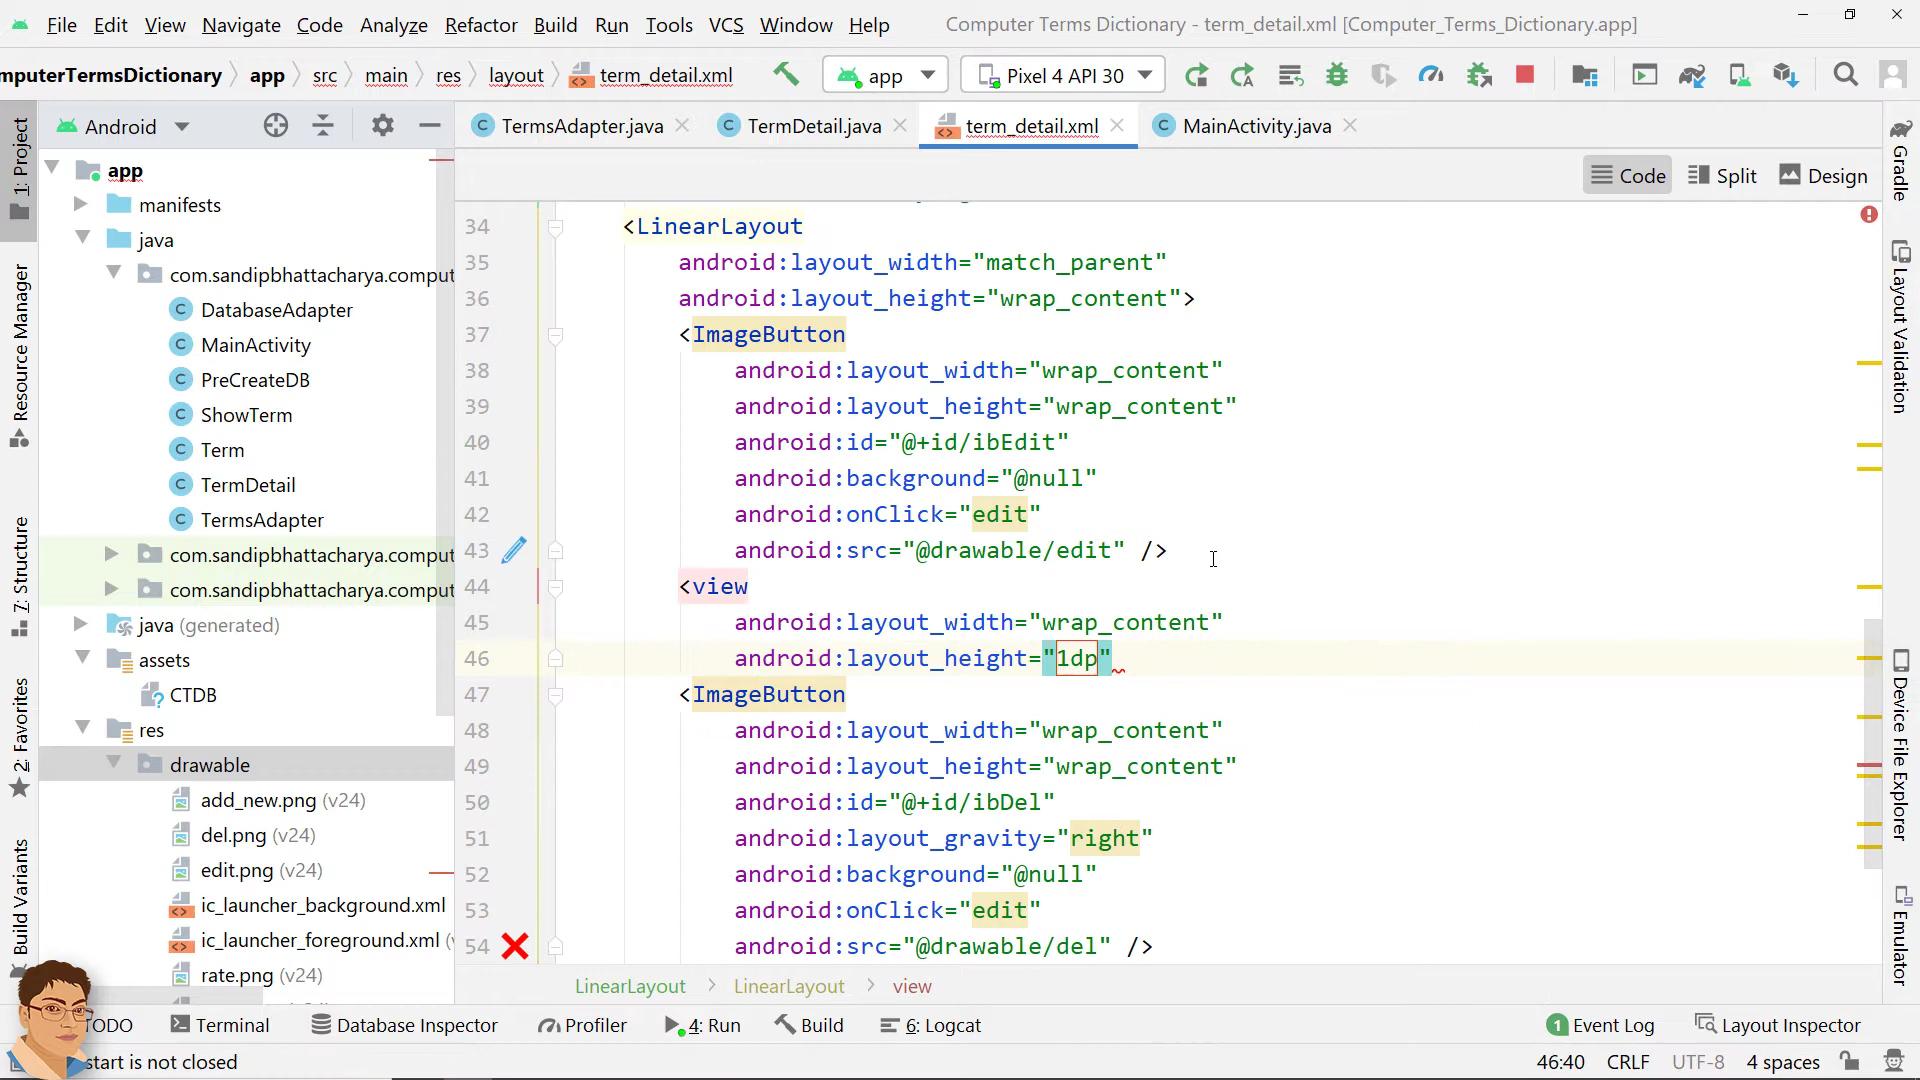 File Edit View Navigate Code Analyze Refactor Build Run Tools VCS Window Help Computer Terms Dictionary - term_detail.xml [Computer_Terms_Dictionary.app]
mputerTermsDictionary app src main res layout term_detail.xml app Pixel 4 API 30
Android
TermsAdapter.java TermDetail.java term_detail.xml MainActivity.java
Code Split Design
1: Project
Resource Manager
7: Structure
2: Favorites
Build Variants
app
manifests
java
com.sandipbhattacharya.comput
DatabaseAdapter
MainActivity
PreCreateDB
ShowTerm
Term
TermDetail
TermsAdapter
com.sandipbhattacharya.comput
com.sandipbhattacharya.comput
java (generated)
assets
CTDB
res
drawable
add_new.png (v24)
del.png (v24)
edit.png (v24)
ic_launcher_background.xml
ic_launcher_foreground.xml (v
rate.png (v24)
34 <LinearLayout
35 android:layout_width="match_parent"
36 android:layout_height="wrap_content">
37 <ImageButton
38 android:layout_width="wrap_content"
39 android:layout_height="wrap_content"
40 android:id="@+id/ibEdit"
41 android:background="@null"
42 android:onClick="edit"
43 android:src="@drawable/edit" />
44 <view
45 android:layout_width="wrap_content"
46 android:layout_height="1dp"
47 <ImageButton
48 android:layout_width="wrap_content"
49 android:layout_height="wrap_content"
50 android:id="@+id/ibDel"
51 android:layout_gravity="right"
52 android:background="@null"
53 android:onClick="edit"
54 android:src="@drawable/del" />
Gradle
Layout Validation
Device File Explorer
Emulator
LinearLayout LinearLayout view
TODO Terminal Database Inspector Profiler 4: Run Build 6: Logcat 1 Event Log Layout Inspector
start is not closed 46:40 CRLF UTF-8 4 spaces